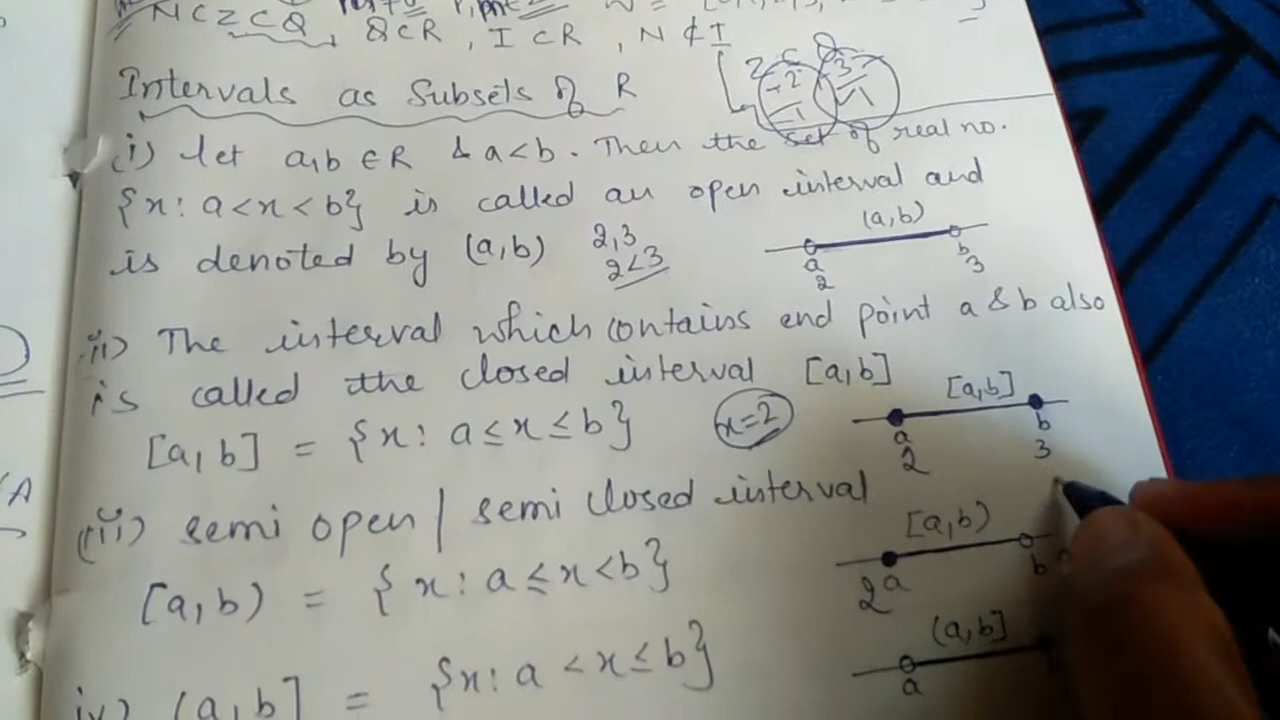 N ⊂ Z ⊂ Q, Q ⊂ R, I ⊂ R, N ⊄ I
Intervals as Subsets of R
(i) let a,b ∈ R & a < b. Then the set of real no.
{x: a < x < b} is called an open interval and
is denoted by (a,b)
2,3
2<3
(a,b)
a b
2 3
ii) The interval which contains end point a & b also
is called the closed interval [a,b]
[a,b] = {x: a ≤ x ≤ b}
x=2
[a,b]
a b
2 3
(iii) semi open | semi closed interval
[a,b) = {x: a ≤ x < b}
[a,b)
2 a b
iv) (a,b] = {x: a < x ≤ b}
(a,b]
a